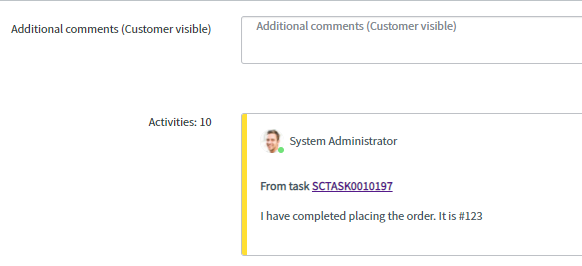 Additional comments (Customer visible)
Additional comments (Customer visible)
Activities: 10
System Administrator
From task SCTASK0010197
I have completed placing the order. It is #123